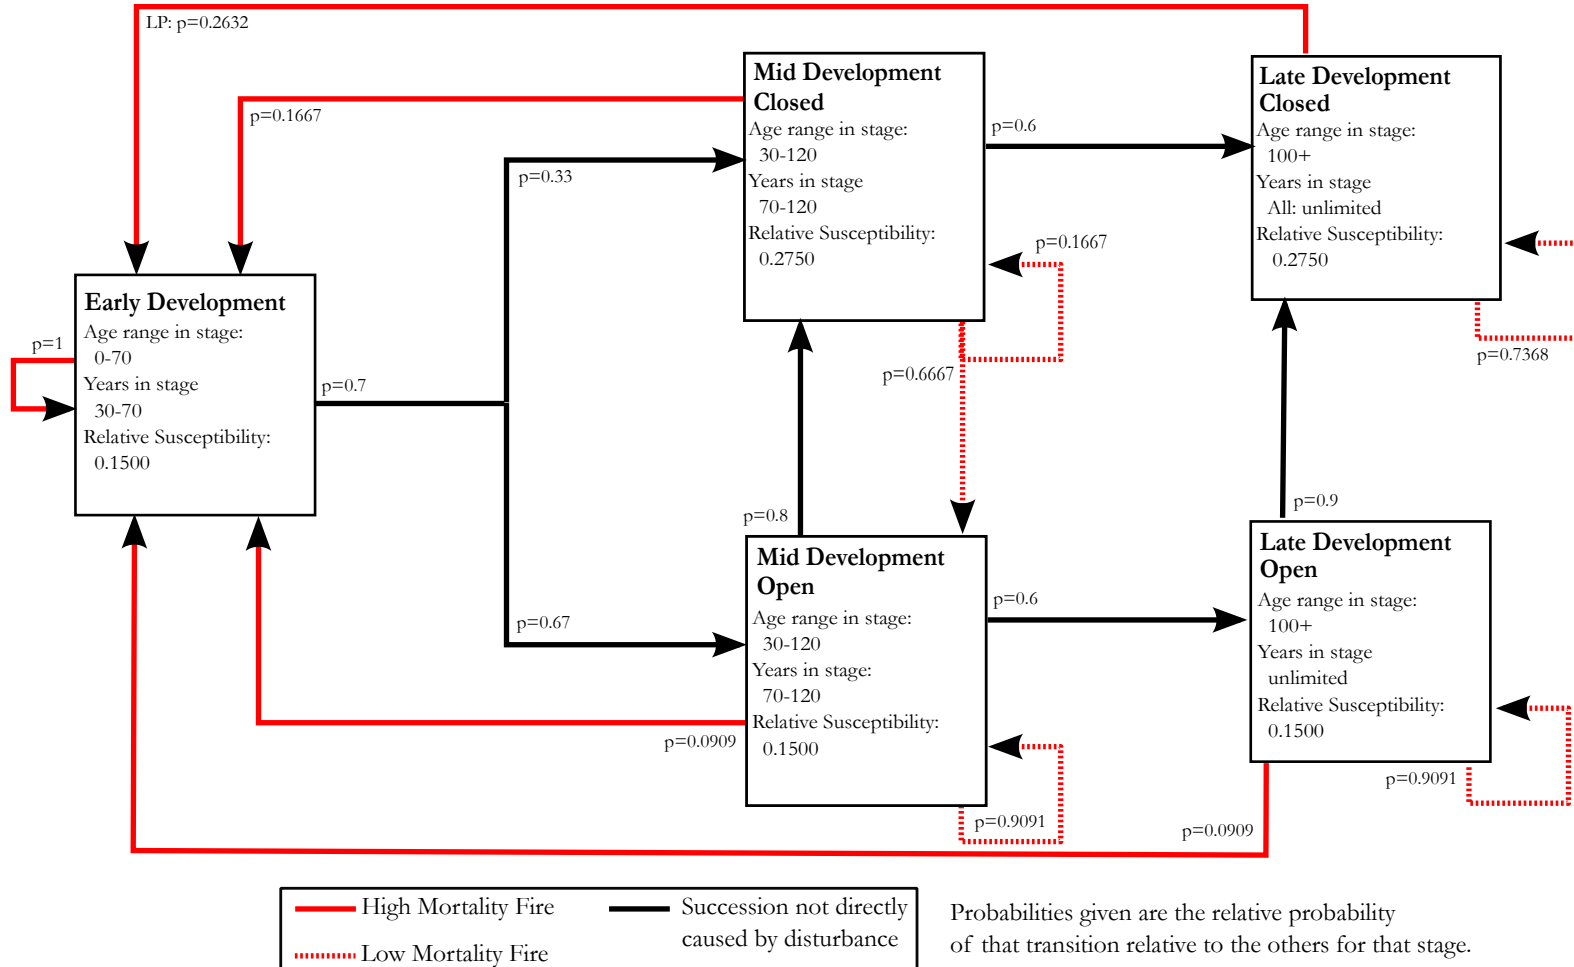 LP: p=0.2632
p=0.1667
Mid Development
Closed
Age range in stage:
30-120
Years in stage
70-120
Relative Susceptibility:
0.2750
p=0.6
Late Development
Closed
Age range in stage:
100+
Years in stage
All: unlimited
Relative Susceptibility:
0.2750
p=0.33
p=0.1667
Early Development
Age range in stage:
0-70
Years in stage
30-70
Relative Susceptibility:
0.1500
p=1
p=0.7
p=0.6667
p=0.7368
p=0.8
p=0.9
Mid Development
Open
Age range in stage:
30-120
Years in stage:
70-120
Relative Susceptibility:
0.1500
p=0.67
p=0.6
Late Development
Open
Age range in stage:
100+
Years in stage
unlimited
Relative Susceptibility:
0.1500
p=0.0909
p=0.9091
p=0.9091
p=0.0909
High Mortality Fire
Low Mortality Fire
Succession not directly
caused by disturbance
Probabilities given are the relative probability
of that transition relative to the others for that stage.